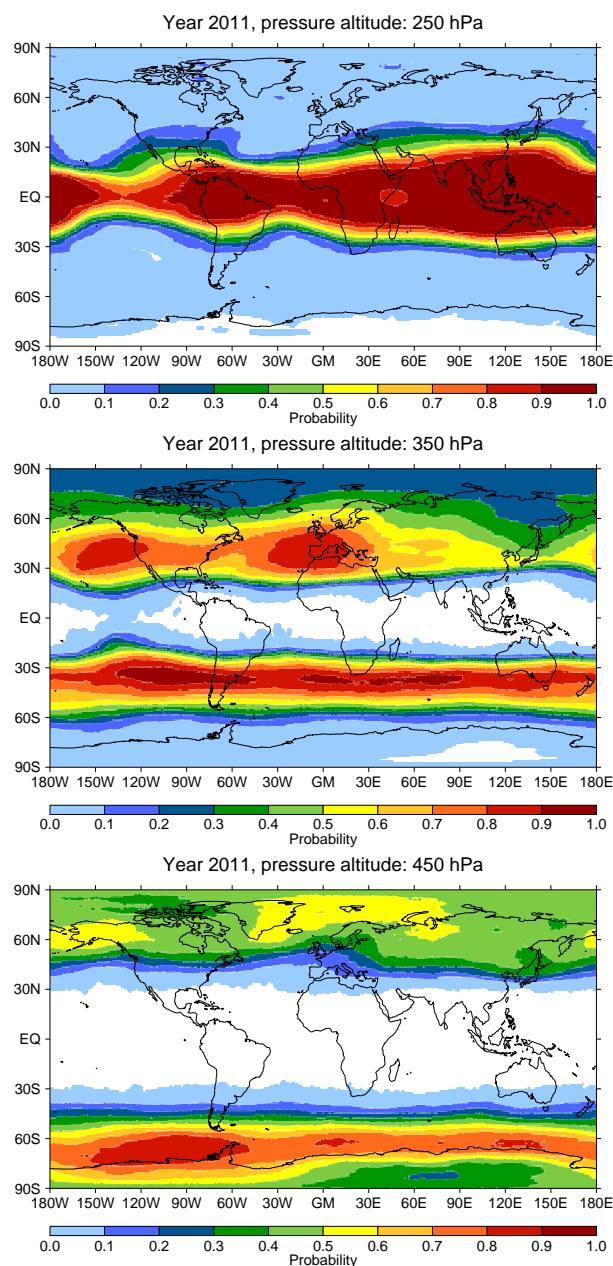 Year 2011, pressure altitude: 250 hPa
90N
60N
30N
EQ
30S
60S
90S
180W 150W 120W 90W 60W 30W GM 30E 60E 90E 120E 150E 180E
0.0 0.1 0.2 0.3 0.4 0.5 0.6 0.7 0.8 0.9 1.0
Probability
Year 2011, pressure altitude: 350 hPa
90N
60N
30N
EQ
30S
60S
90S
180W 150W 120W 90W 60W 30W GM 30E 60E 90E 120E 150E 180E
0.0 0.1 0.2 0.3 0.4 0.5 0.6 0.7 0.8 0.9 1.0
Probability
Year 2011, pressure altitude: 450 hPa
90N
60N
30N
EQ
30S
60S
90S
180W 150W 120W 90W 60W 30W GM 30E 60E 90E 120E 150E 180E
0.0 0.1 0.2 0.3 0.4 0.5 0.6 0.7 0.8 0.9 1.0
Probability